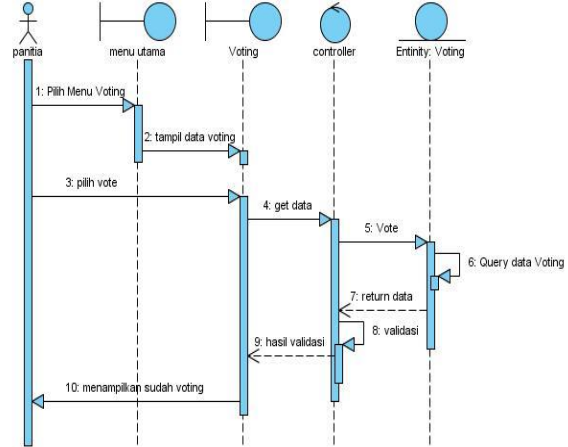 panitia
menu utama
Voting
controller
Entinity: Voting
1: Pilih Menu Voting
2: tampil data voting
3: pilih vote
4: get data
5: Vote
6: Query data Voting
7: return data
8: validasi
9: hasil validasi
10: menampilkan sudah voting